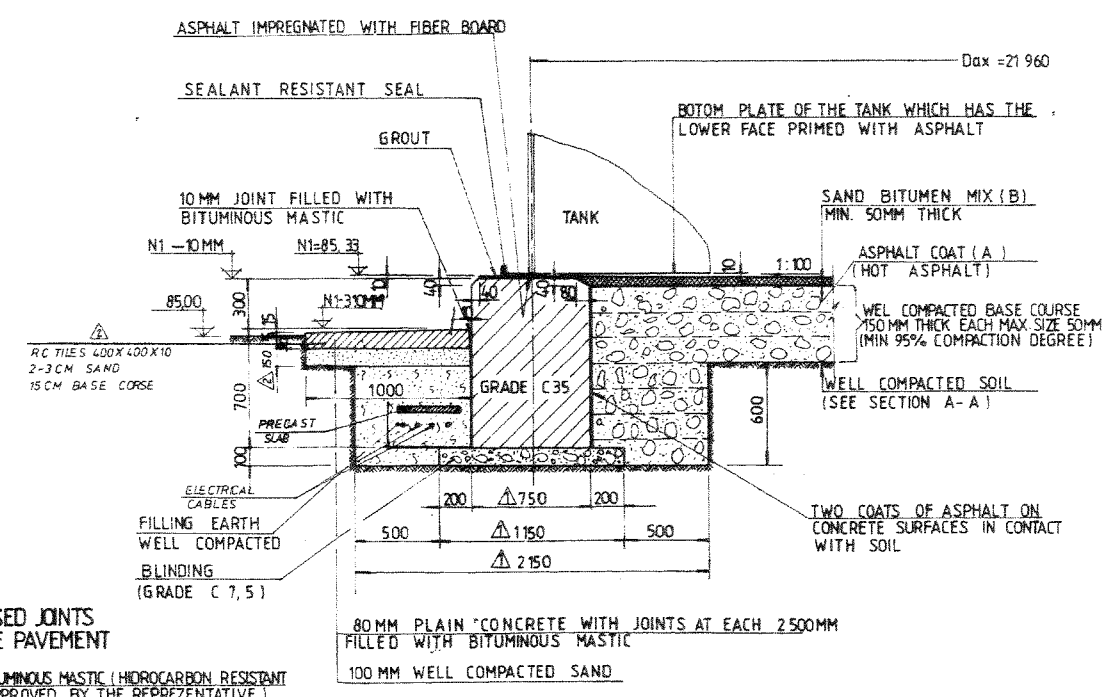 ASPHALT IMPREGNATED WITH FIBER BOARD
Dax =21 960
SEALANT RESISTANT SEAL
BOTOM PLATE OF THE TANK WHICH HAS THE
LOWER FACE PRIMED WITH ASPHALT
GROUT
10 MM JOINT FILLED WITH
BITUMINOUS MASTIC
SAND BITUMEN MIX (B)
MIN. 50MM THICK
TANK
N1 -10 MM
N1=85,33
ASPHALT COAT (A)
(HOT ASPHALT)
10
1:100
10
40
40
40
80
300
85,00
15
N1-310MM
WEL COMPACTED BASE COURSE
150 MM THICK EACH MAX. SIZE 50MM
(MIN 95% COMPACTION DEGREE)
RC TILES 400X400X10
2-3 CM SAND
15 CM BASE CORSE
150
700
1000
GRADE C35
WELL COMPACTED SOIL
(SEE SECTION A-A)
600
PRECAST
SLAB
100
ELECTRICAL
CABLES
200
750
200
FILLING EARTH
WELL COMPACTED
500
1150
500
TWO COATS OF ASPHALT ON
CONCRETE SURFACES IN CONTACT
WITH SOIL
2150
BLINDING
(GRADE C 7,5)
SED JOINTS
E PAVEMENT
80 MM PLAIN CONCRETE WITH JOINTS AT EACH 2500MM
FILLED WITH BITUMINOUS MASTIC
100 MM WELL COMPACTED SAND
UMINOUS MASTIC (HIDROCARBON RESISTANT
PPROVED BY THE REPREZENTATIVE)